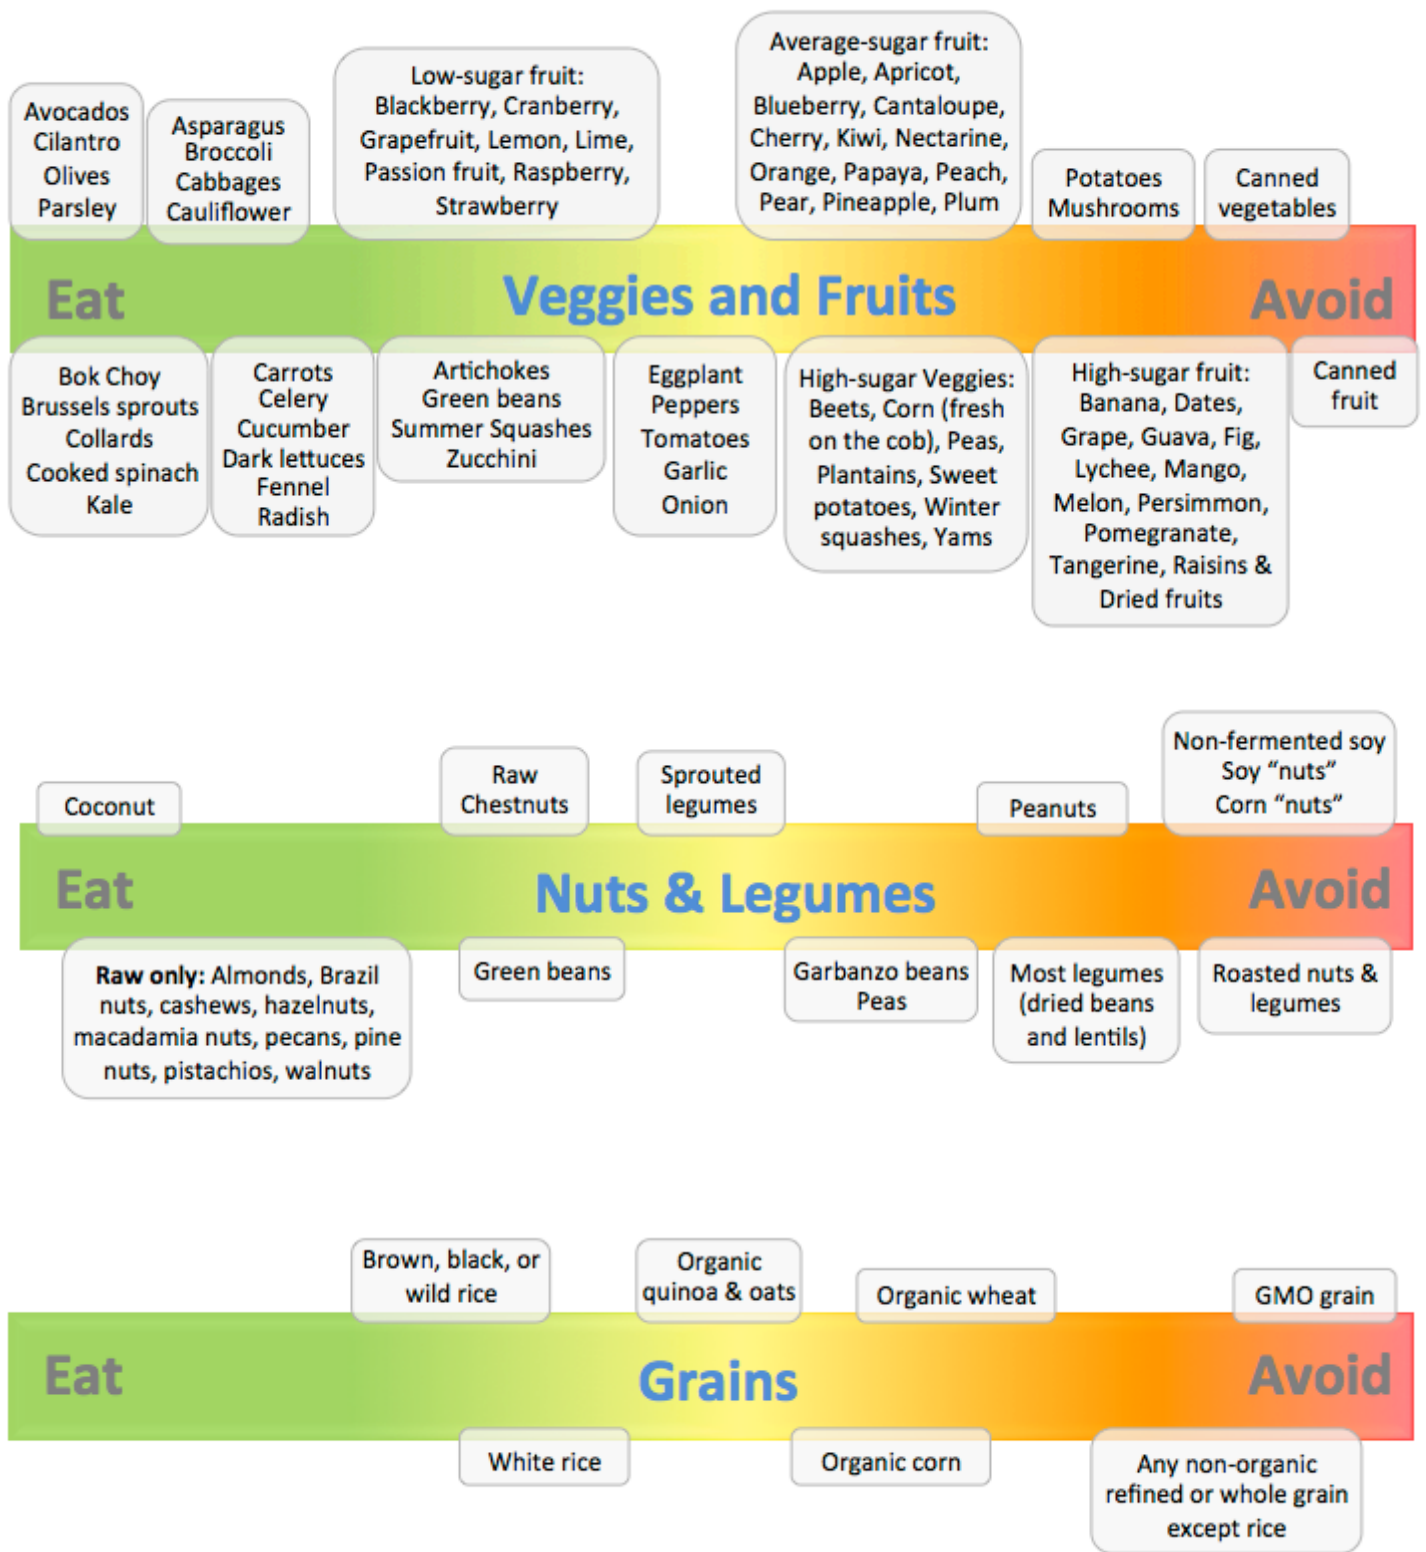 Avocados
Cilantro
Olives
Parsley
Asparagus
Broccoli
Cabbages
Cauliflower
Low-sugar fruit:
Blackberry, Cranberry,
Grapefruit, Lemon, Lime,
Passion fruit, Raspberry,
Strawberry
Average-sugar fruit:
Apple, Apricot,
Blueberry, Cantaloupe,
Cherry, Kiwi, Nectarine,
Orange, Papaya, Peach,
Pear, Pineapple, Plum
Potatoes
Mushrooms
Canned
vegetables
Eat
Veggies and Fruits
Avoid
Bok Choy
Brussels sprouts
Collards
Cooked spinach
Kale
Carrots
Celery
Cucumber
Dark lettuces
Fennel
Radish
Artichokes
Green beans
Summer Squashes
Zucchini
Eggplant
Peppers
Tomatoes
Garlic
Onion
High-sugar Veggies:
Beets, Corn (fresh
on the cob), Peas,
Plantains, Sweet
potatoes, Winter
squashes, Yams
High-sugar fruit:
Banana, Dates,
Grape, Guava, Fig,
Lychee, Mango,
Melon, Persimmon,
Pomegranate,
Tangerine, Raisins &
Dried fruits
Canned
fruit
Coconut
Raw
Chestnuts
Sprouted
legumes
Peanuts
Non-fermented soy
Soy “nuts”
Corn “nuts”
Eat
Nuts & Legumes
Avoid
Raw only: Almonds, Brazil
nuts, cashews, hazelnuts,
macadamia nuts, pecans, pine
nuts, pistachios, walnuts
Green beans
Garbanzo beans
Peas
Most legumes
(dried beans
and lentils)
Roasted nuts &
legumes
Brown, black, or
wild rice
Organic
quinoa & oats
Organic wheat
GMO grain
Eat
Grains
Avoid
White rice
Organic corn
Any non-organic
refined or whole grain
except rice